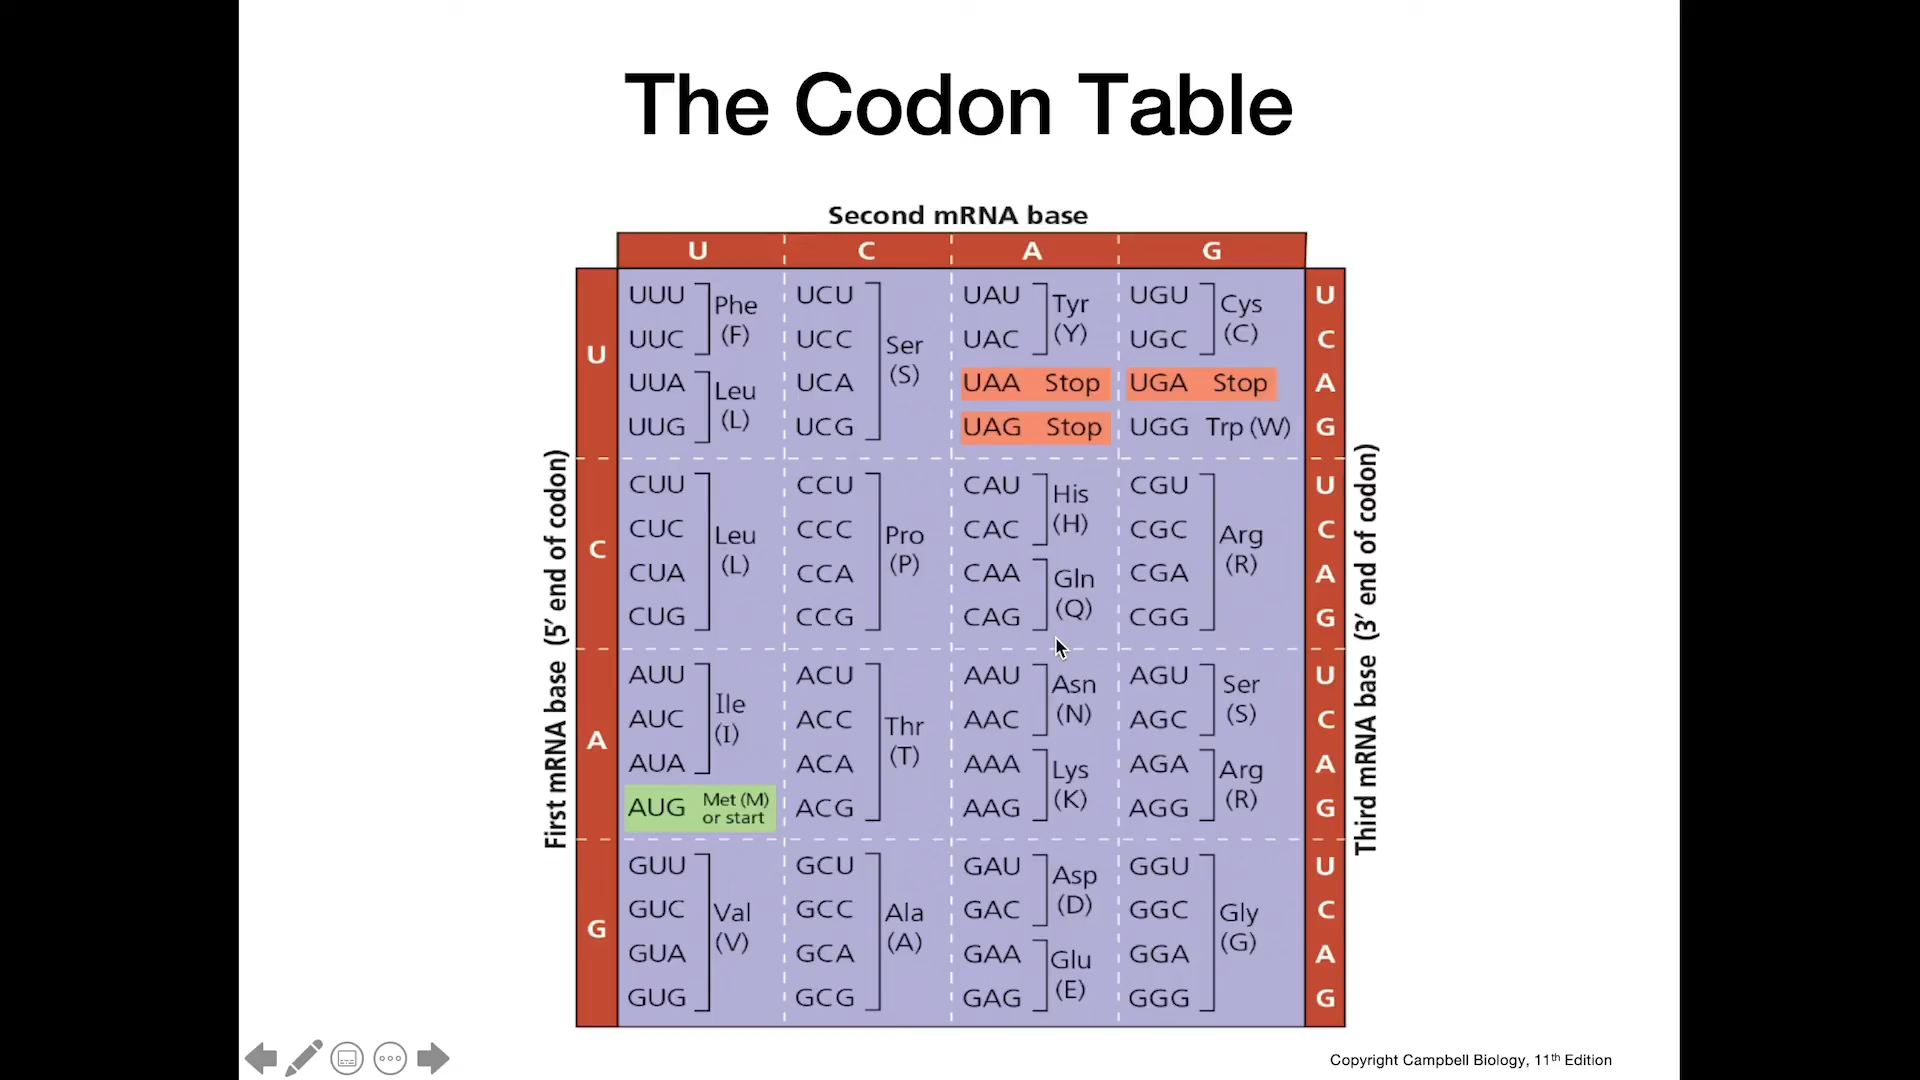 The Codon Table
Second mRNA base
U C A G
First mRNA base (5′ end of codon)
Third mRNA base (3′ end of codon)
U
UUU
UUC
Phe
(F)
UUA
UUG
Leu
(L)
UCU
UCC
UCA
UCG
Ser
(S)
UAU
UAC
Tyr
(Y)
UAA Stop
UAG Stop
UGU
UGC
Cys
(C)
UGA Stop
UGG Trp (W)
U
C
A
G
C
CUU
CUC
CUA
CUG
Leu
(L)
CCU
CCC
CCA
CCG
Pro
(P)
CAU
CAC
His
(H)
CAA
CAG
Gln
(Q)
CGU
CGC
CGA
CGG
Arg
(R)
U
C
A
G
A
AUU
AUC
AUA
Ile
(I)
AUG Met (M)
or start
ACU
ACC
ACA
ACG
Thr
(T)
AAU
AAC
Asn
(N)
AAA
AAG
Lys
(K)
AGU
AGC
Ser
(S)
AGA
AGG
Arg
(R)
U
C
A
G
G
GUU
GUC
GUA
GUG
Val
(V)
GCU
GCC
GCA
GCG
Ala
(A)
GAU
GAC
Asp
(D)
GAA
GAG
Glu
(E)
GGU
GGC
GGA
GGG
Gly
(G)
U
C
A
G
Copyright Campbell Biology, 11th Edition